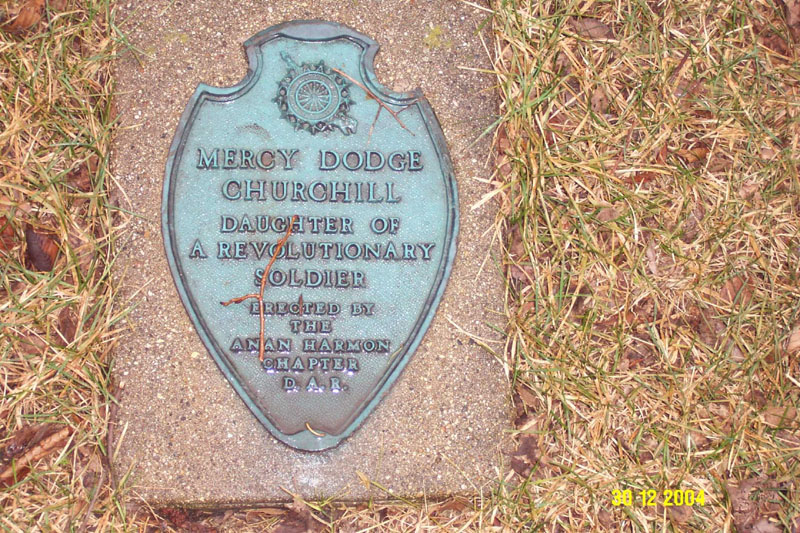 MERCY DODGE
CHURCHILL
DAUGHTER OF
A REVOLUTIONARY
SOLDIER
ERECTED BY
THE
ANAN HARMON
CHAPTER
D.A.R.
30 12 2004